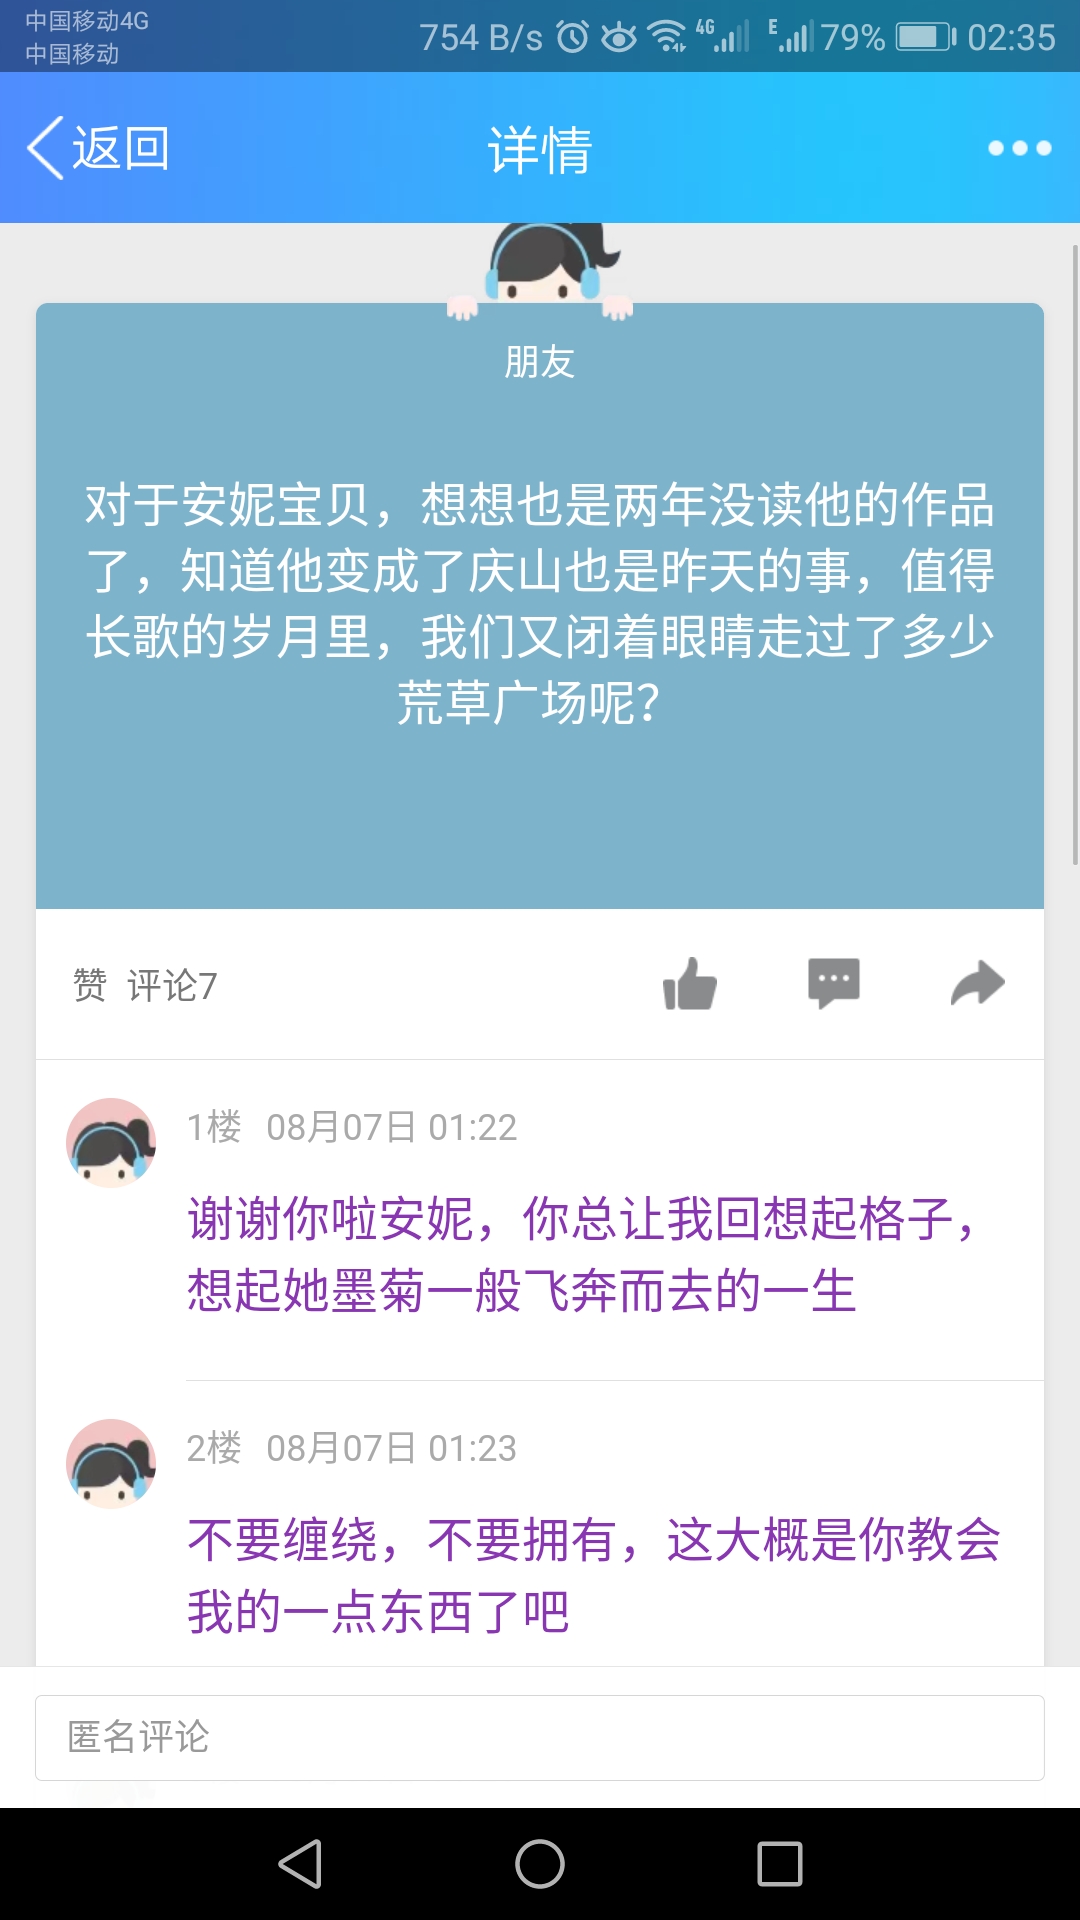 中国移动4G
中国移动
754 B/s 4G E 79% 02:35
返回 详情
朋友
对于安妮宝贝，想想也是两年没读他的作品
了，知道他变成了庆山也是昨天的事，值得
长歌的岁月里，我们又闭着眼睛走过了多少
荒草广场呢？
赞 评论7
1楼 08月07日 01:22
谢谢你啦安妮，你总让我回想起格子，
想起她墨菊一般飞奔而去的一生
2楼 08月07日 01:23
不要缠绕，不要拥有，这大概是你教会
我的一点东西了吧
匿名评论